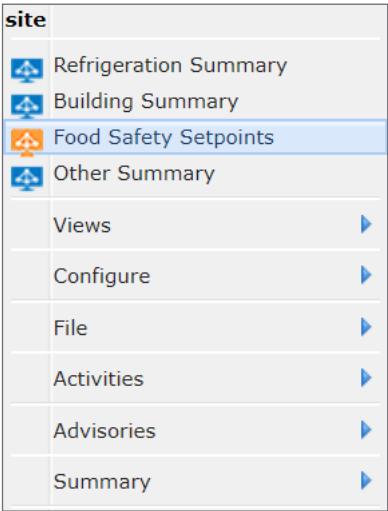 site
Refrigeration Summary
Building Summary
Food Safety Setpoints
Other Summary
Views
Configure
File
Activities
Advisories
Summary